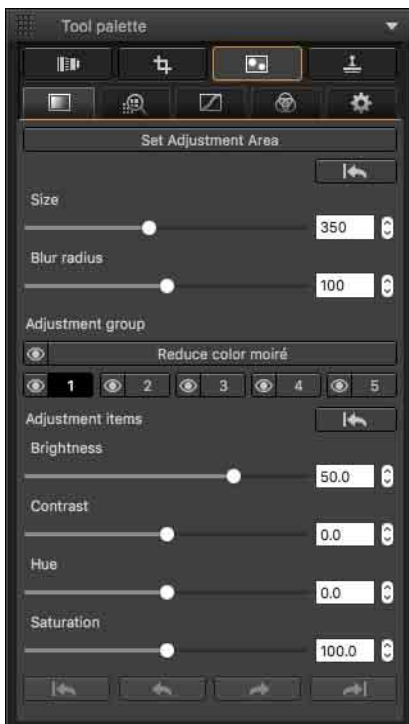 Tool palette
Set Adjustment Area
Size
350
Blur radius
100
Adjustment group
Reduce color moiré
1 2 3 4 5
Adjustment items
Brightness
50.0
Contrast
0.0
Hue
0.0
Saturation
100.0